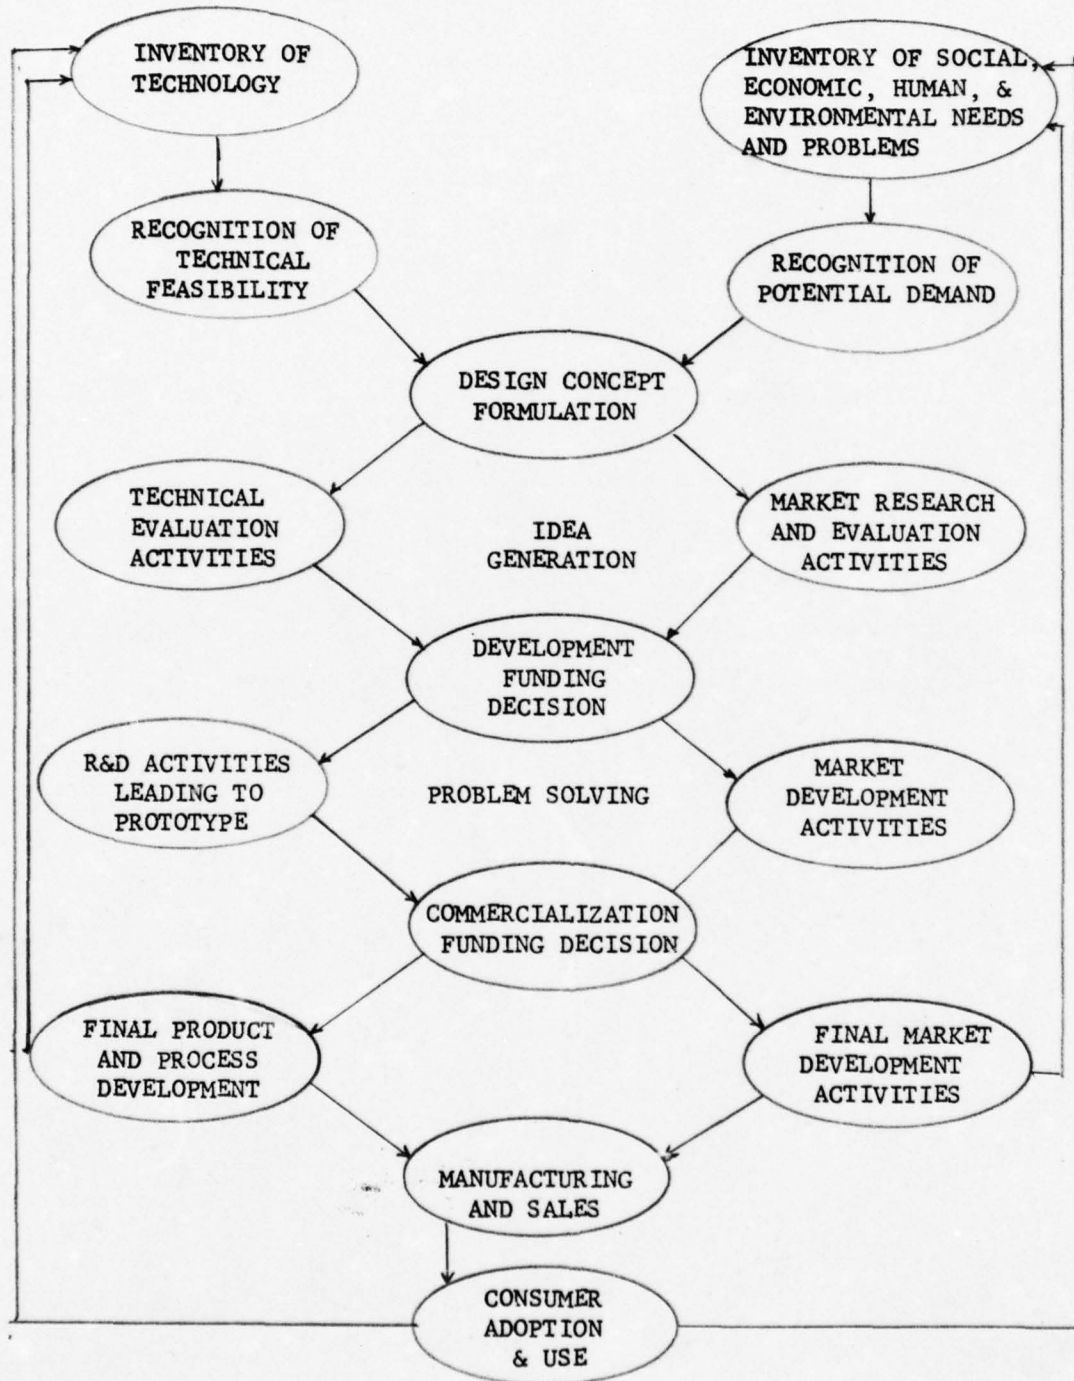 INVENTORY OF
TECHNOLOGY
INVENTORY OF SOCIAL,
ECONOMIC, HUMAN, &
ENVIRONMENTAL NEEDS
AND PROBLEMS
RECOGNITION OF
TECHNICAL
FEASIBILITY
RECOGNITION OF
POTENTIAL DEMAND
DESIGN CONCEPT
FORMULATION
TECHNICAL
EVALUATION
ACTIVITIES
IDEA
GENERATION
MARKET RESEARCH
AND EVALUATION
ACTIVITIES
DEVELOPMENT
FUNDING
DECISION
R&D ACTIVITIES
LEADING TO
PROTOTYPE
PROBLEM SOLVING
MARKET
DEVELOPMENT
ACTIVITIES
COMMERCIALIZATION
FUNDING DECISION
FINAL PRODUCT
AND PROCESS
DEVELOPMENT
FINAL MARKET
DEVELOPMENT
ACTIVITIES
MANUFACTURING
AND SALES
CONSUMER
ADOPTION
& USE